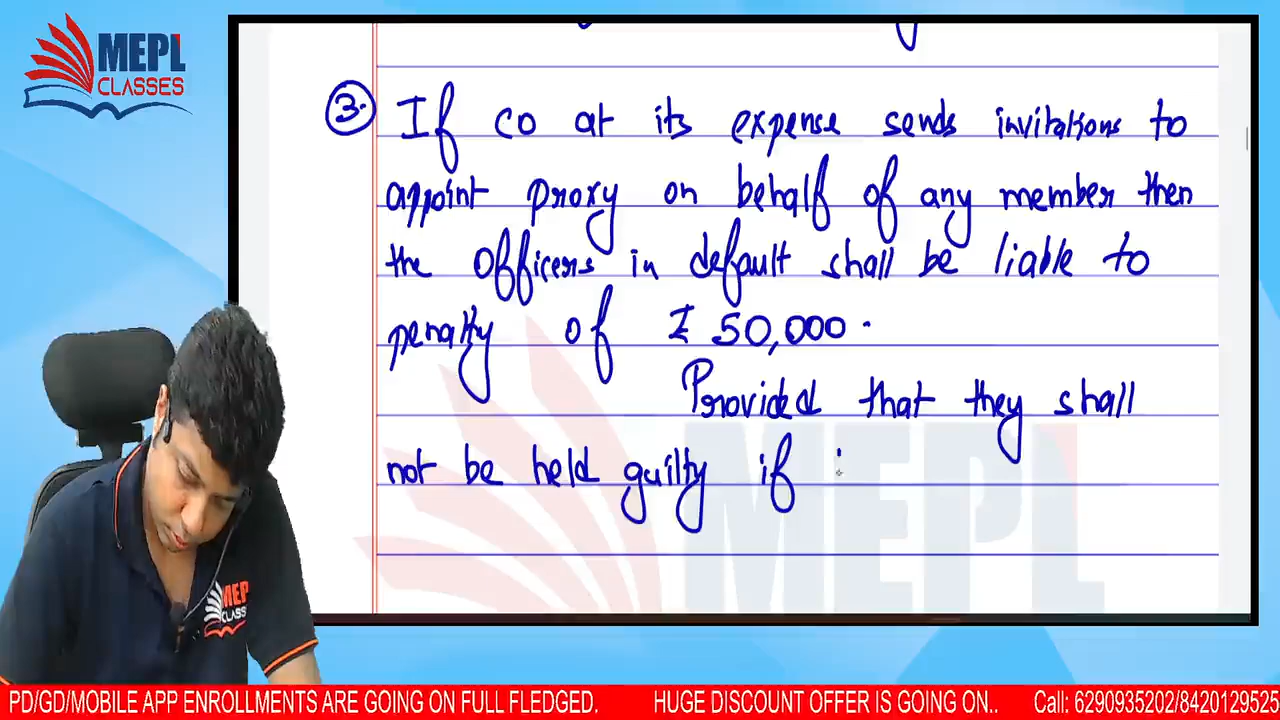 MEPL
CLASSES
3. If co at its expense sends invitations to
appoint proxy on behalf of any member then
the officers in default shall be liable to
penalty of ₹ 50,000.
Provided that they shall
not be held guilty if
MEPL
MEPL
CLASSE
PD/GD/MOBILE APP ENROLLMENTS ARE GOING ON FULL FLEDGED. HUGE DISCOUNT OFFER IS GOING ON.. Call: 6290935202/8420129525